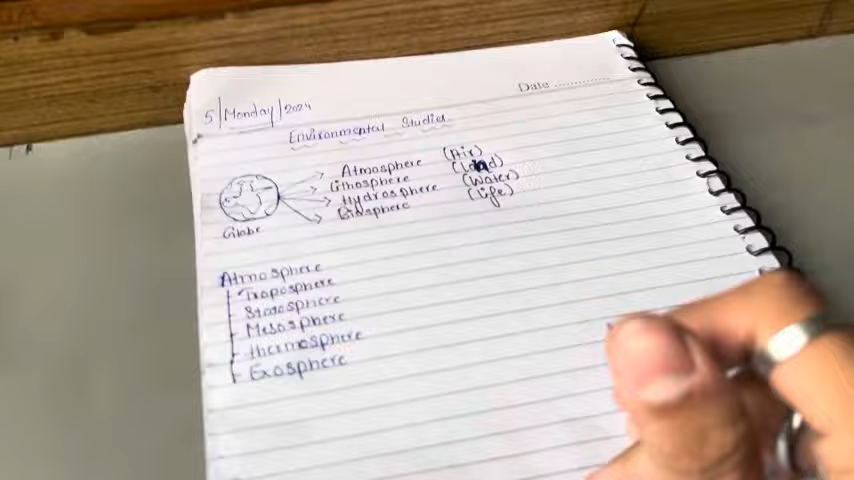 Date ..............
5/Monday/2024
Environmental Studies
Atmosphere (Air)
Lithosphere (Land)
Hydrosphere (Water)
Biosphere (Life)
Globe
Atmosphere
Troposphere
Statosphere
Mesosphere
thermosphere
Exosphere